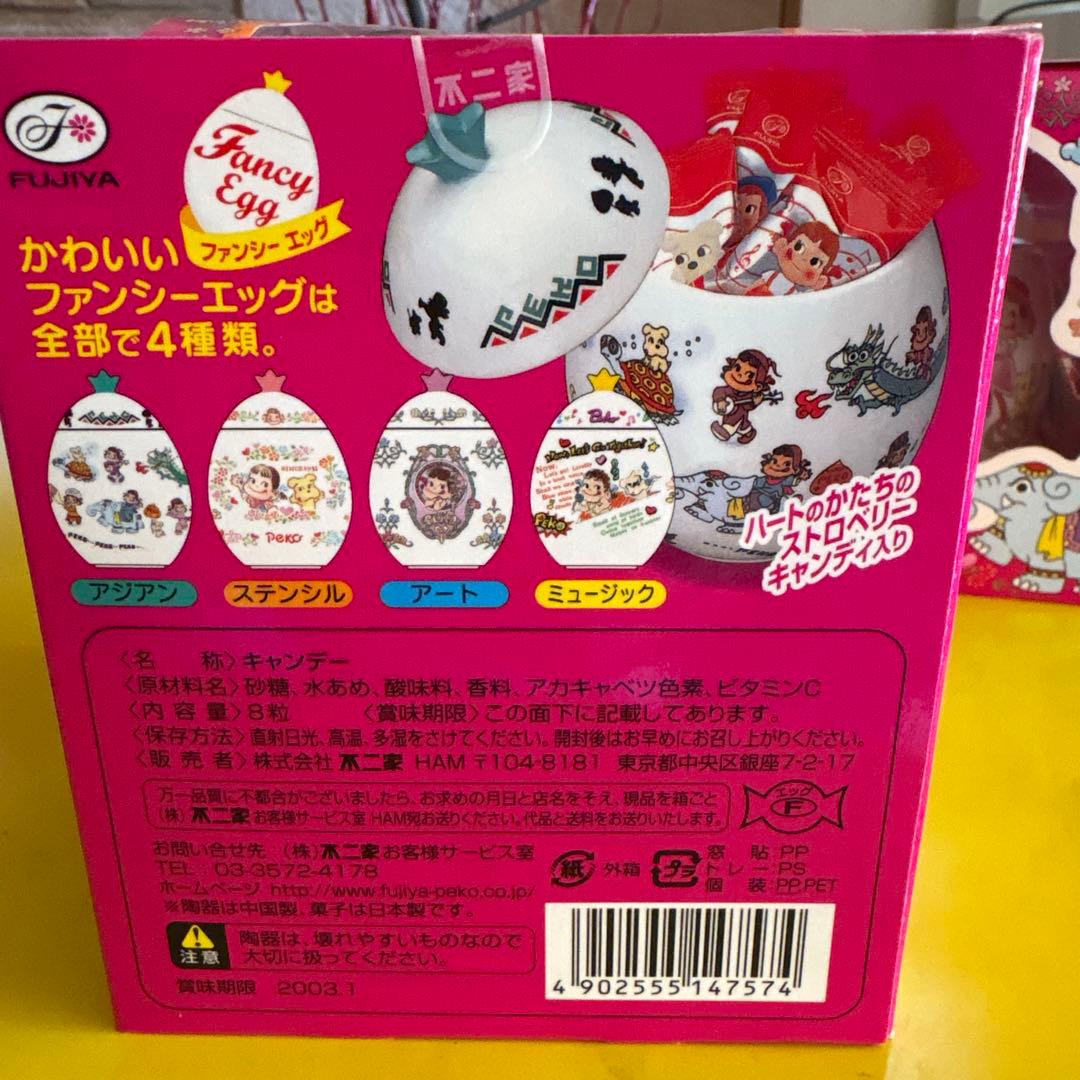 不二家
FUJIYA
Fancy
Egg
ファンシーエッグ
かわいい
ファンシーエッグは
全部で4種類。
FUJIYA
PEKO
Peko
Peko
PEKO
アジアン
ステンシル
アート
ミュージック
ハートのかたちの
ストロベリー
キャンディ入り
〈名　　称〉キャンデー
〈原材料名〉砂糖、水あめ、酸味料、香料、アカキャベツ色素、ビタミンC
〈内 容 量〉8粒　　〈賞味期限〉この面下に記載してあります。
〈保存方法〉直射日光、高温、多湿をさけてください。開封後はお早めにお召し上がりください。
〈販 売 者〉株式会社 不二家 HAM 〒104-8181 東京都中央区銀座7-2-17
万一品質に不都合がございましたら、お求めの月日と店名をそえ、現品を箱ごと
(株)不二家お客様サービス室 HAM宛お送りください。代品と送料をお送りいたします。
エッグ
F
お問い合せ先 (株)不二家お客様サービス室
TEL 03-3572-4178
ホームページ http://www.fujiya-peko.co.jp/
※陶器は中国製、菓子は日本製です。
紙 外箱
プラ
窓　貼:PP
トレー:PS
個　装:PP,PET
注意
陶器は、壊れやすいものなので
大切に扱ってください。
賞味期限 2003.1
4 902555 147574